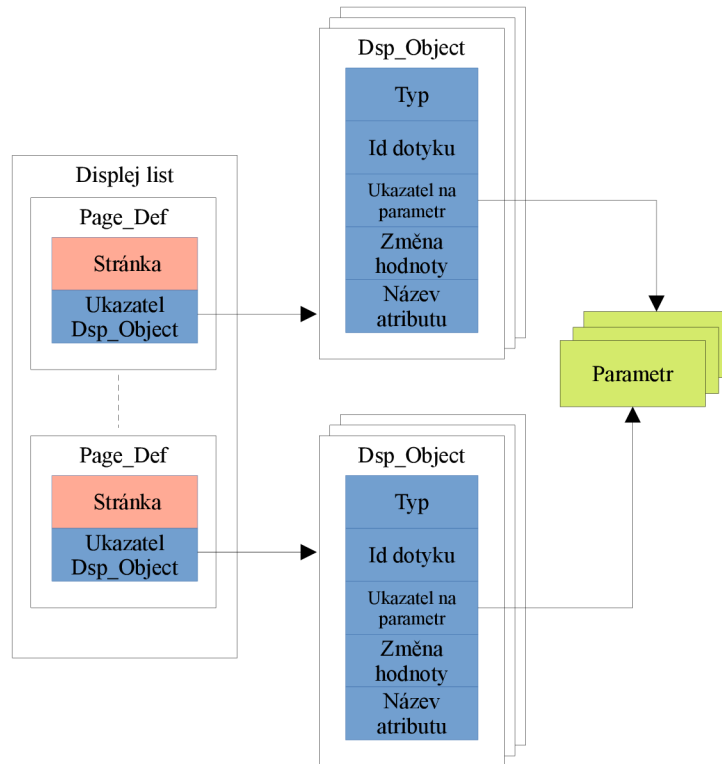 Displej list
Page_Def
Stránka
Ukazatel
Dsp_Object
Page_Def
Stránka
Ukazatel
Dsp_Object
Dsp_Object
Typ
Id dotyku
Ukazatel na
parametr
Změna
hodnoty
Název
atributu
Dsp_Object
Typ
Id dotyku
Ukazatel na
parametr
Změna
hodnoty
Název
atributu
Parametr